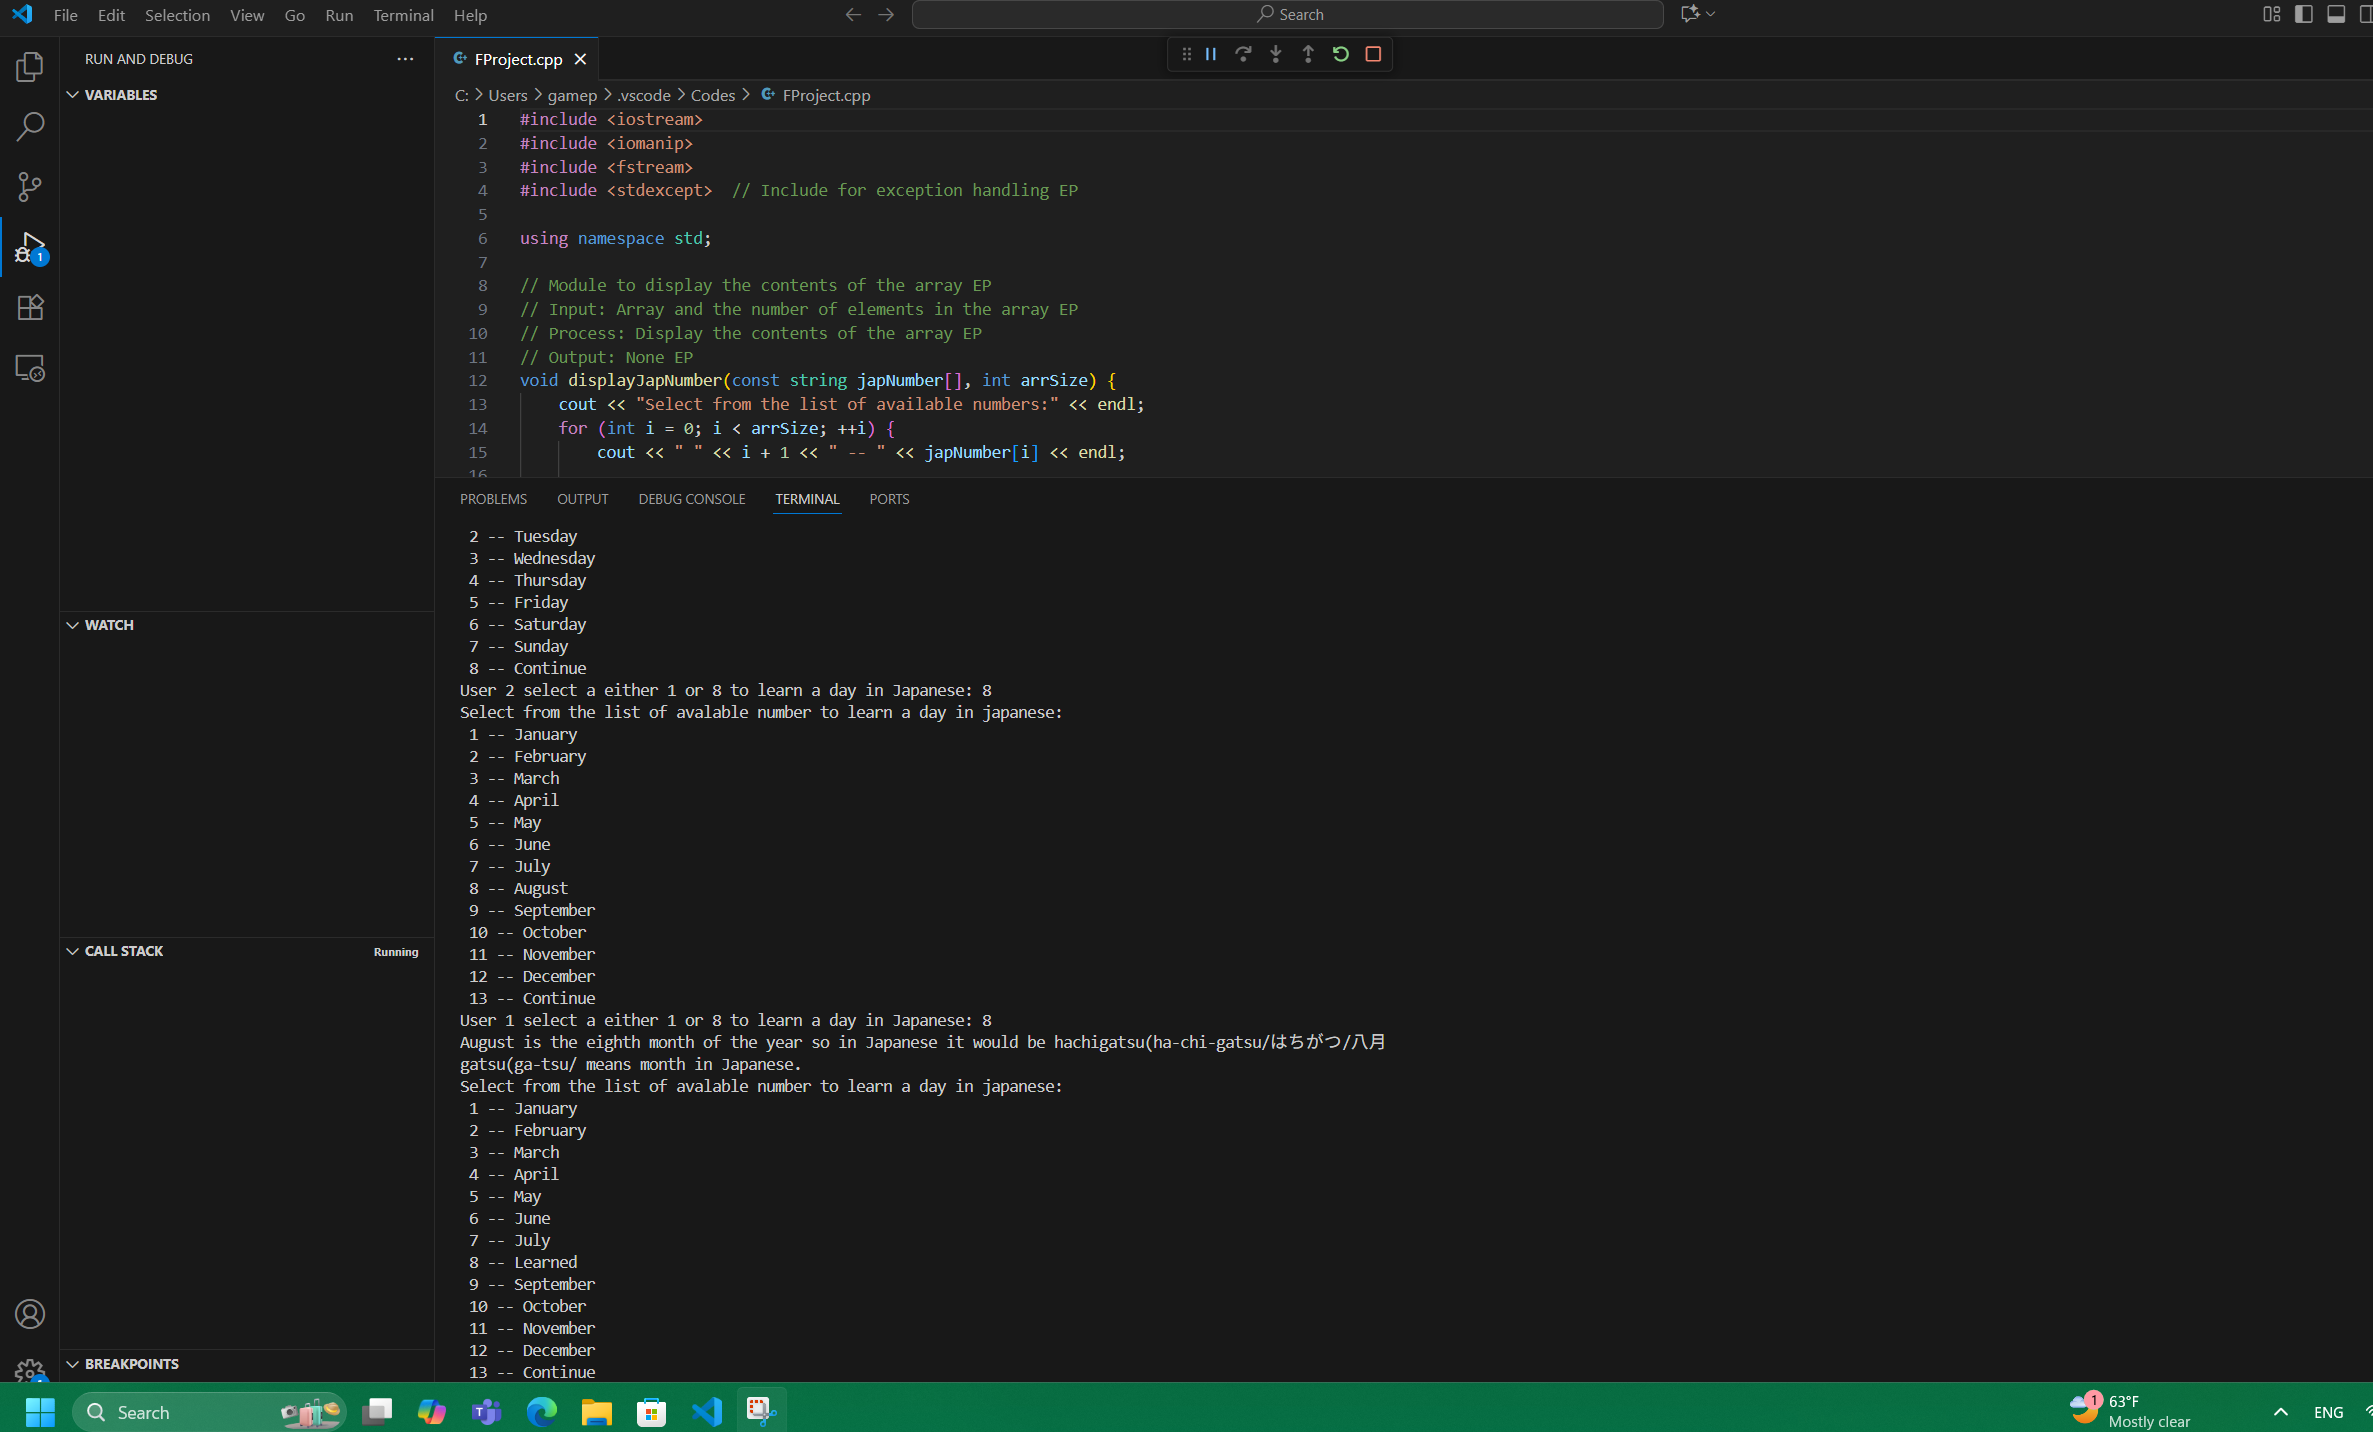 File Edit Selection View Go Run Terminal Help
Search
RUN AND DEBUG
FProject.cpp
VARIABLES
C: > Users > gamep > .vscode > Codes > FProject.cpp
1 #include <iostream>
2 #include <iomanip>
3 #include <fstream>
4 #include <stdexcept>  // Include for exception handling EP
5
6 using namespace std;
7
8 // Module to display the contents of the array EP
9 // Input: Array and the number of elements in the array EP
10 // Process: Display the contents of the array EP
11 // Output: None EP
12 void displayJapNumber(const string japNumber[], int arrSize) {
13 cout << "Select from the list of available numbers:" << endl;
14 for (int i = 0; i < arrSize; ++i) {
15 cout << " " << i + 1 << " -- " << japNumber[i] << endl;
16
1
PROBLEMS OUTPUT DEBUG CONSOLE TERMINAL PORTS
2 -- Tuesday
3 -- Wednesday
4 -- Thursday
5 -- Friday
6 -- Saturday
7 -- Sunday
8 -- Continue
User 2 select a either 1 or 8 to learn a day in Japanese: 8
Select from the list of avalable number to learn a day in japanese:
1 -- January
2 -- February
3 -- March
4 -- April
5 -- May
6 -- June
7 -- July
8 -- August
9 -- September
10 -- October
11 -- November
12 -- December
13 -- Continue
User 1 select a either 1 or 8 to learn a day in Japanese: 8
August is the eighth month of the year so in Japanese it would be hachigatsu(ha-chi-gatsu/はちがつ/八月
gatsu(ga-tsu/ means month in Japanese.
Select from the list of avalable number to learn a day in japanese:
1 -- January
2 -- February
3 -- March
4 -- April
5 -- May
6 -- June
7 -- July
8 -- Learned
9 -- September
10 -- October
11 -- November
12 -- December
13 -- Continue
WATCH
CALL STACK
Running
BREAKPOINTS
Search
1
63°F
Mostly clear
ENG